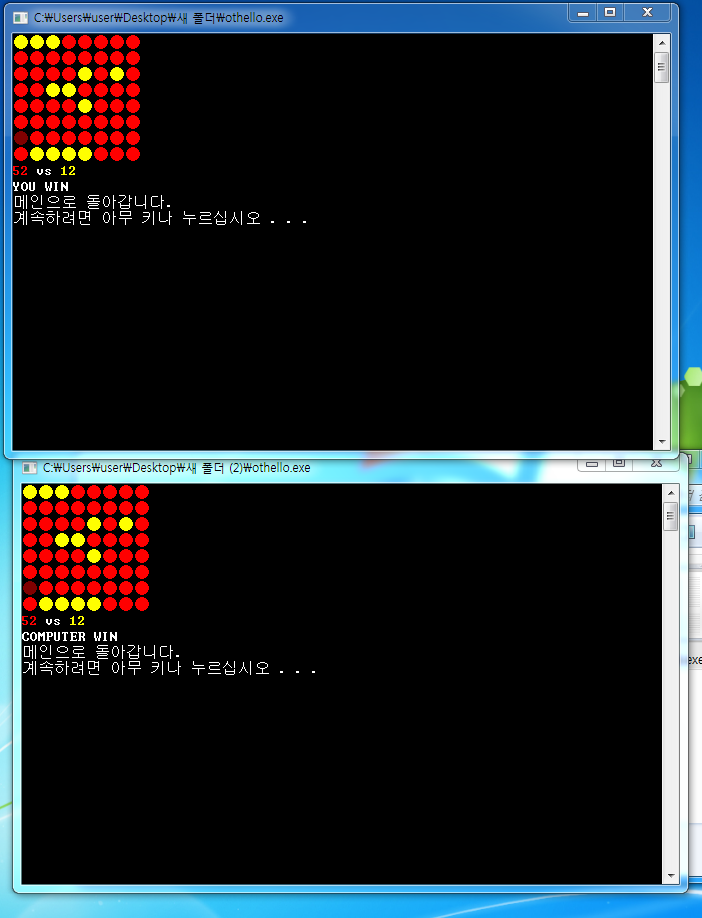 C:₩Users₩user₩Desktop₩새 폴더₩othello.exe
52 vs 12
YOU WIN
메인으로 돌아갑니다.
계속하려면 아무 키나 누르십시오 . . .
C:₩Users₩user₩Desktop₩새 폴더 (2)₩othello.exe
52 vs 12
COMPUTER WIN
메인으로 돌아갑니다.
계속하려면 아무 키나 누르십시오 . . .